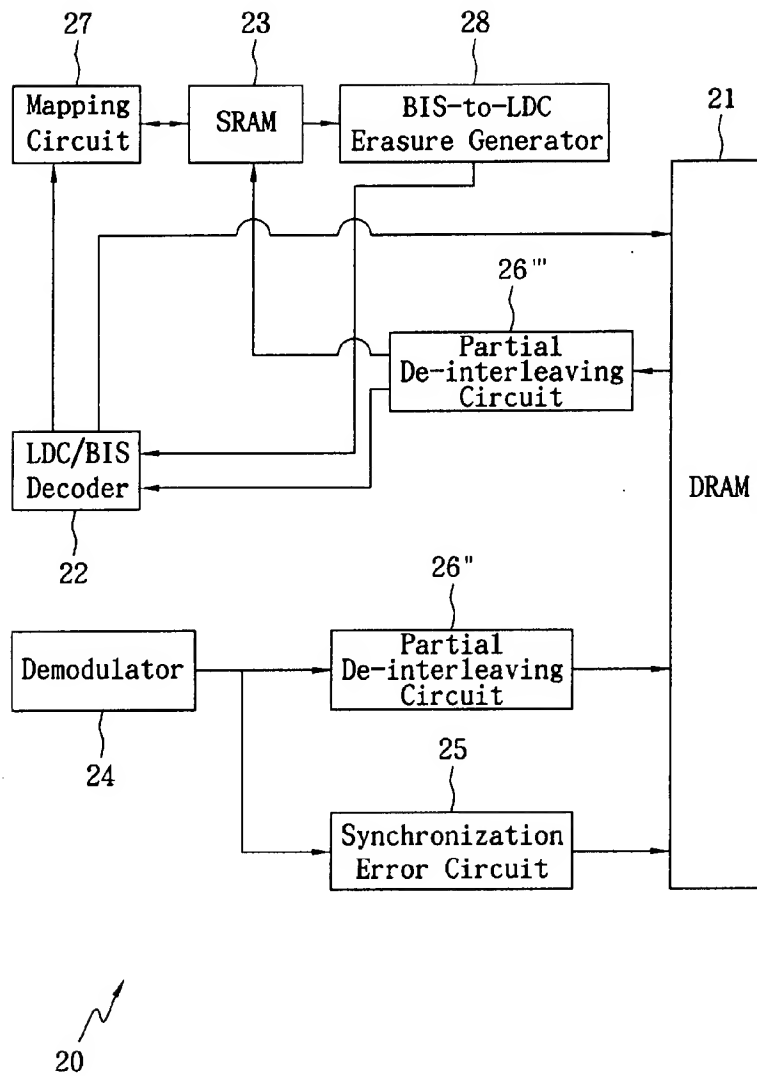 27
23
28
21
Mapping
Circuit
SRAM
BIS-to-LDC
Erasure Generator
26'''
Partial
De-interleaving
Circuit
LDC/BIS
Decoder
DRAM
22
26"
Demodulator
Partial
De-interleaving
Circuit
24
25
Synchronization
Error Circuit
20